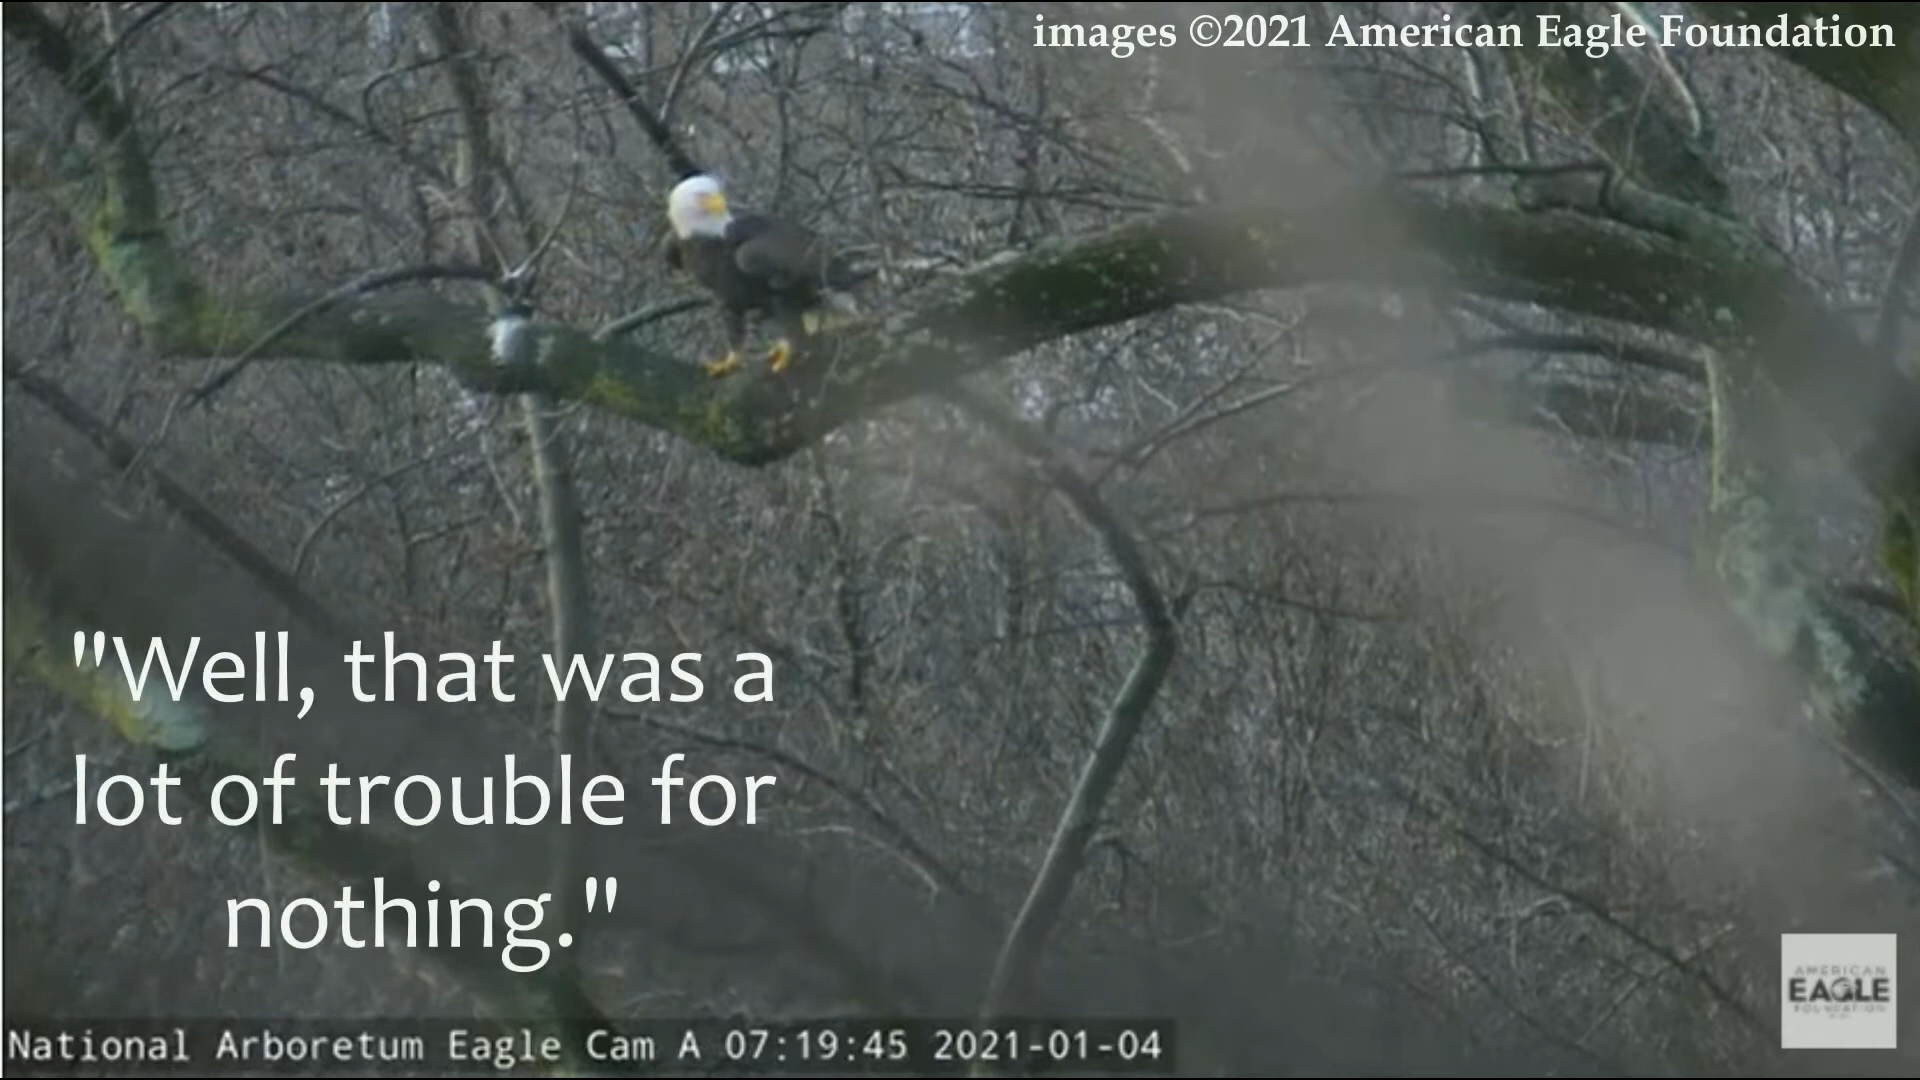 images ©2021 American Eagle Foundation
"Well, that was a
lot of trouble for
nothing."
AMERICAN
EAGLE
FOUNDATION
National Arboretum Eagle Cam A 07:19:45 2021-01-04